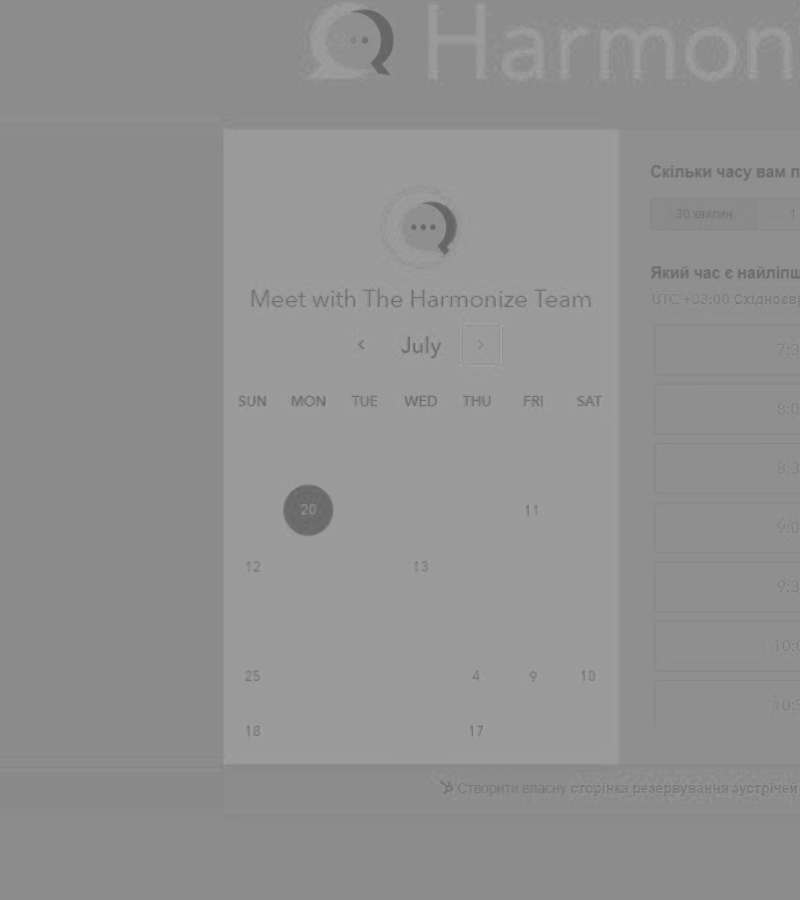 Harmon
Скільки часу вам п
30 хвилин 1
Meet with The Harmonize Team
Який час є найліпш
UTC +03:00 Східноєв
July
SUN MON TUE WED THU FRI SAT
7:3
8:0
8:3
20 11
9:0
12 13
9:3
10:0
25 4 9 10
10:3
18 17
Створити власну сторінка резервування зустрічей